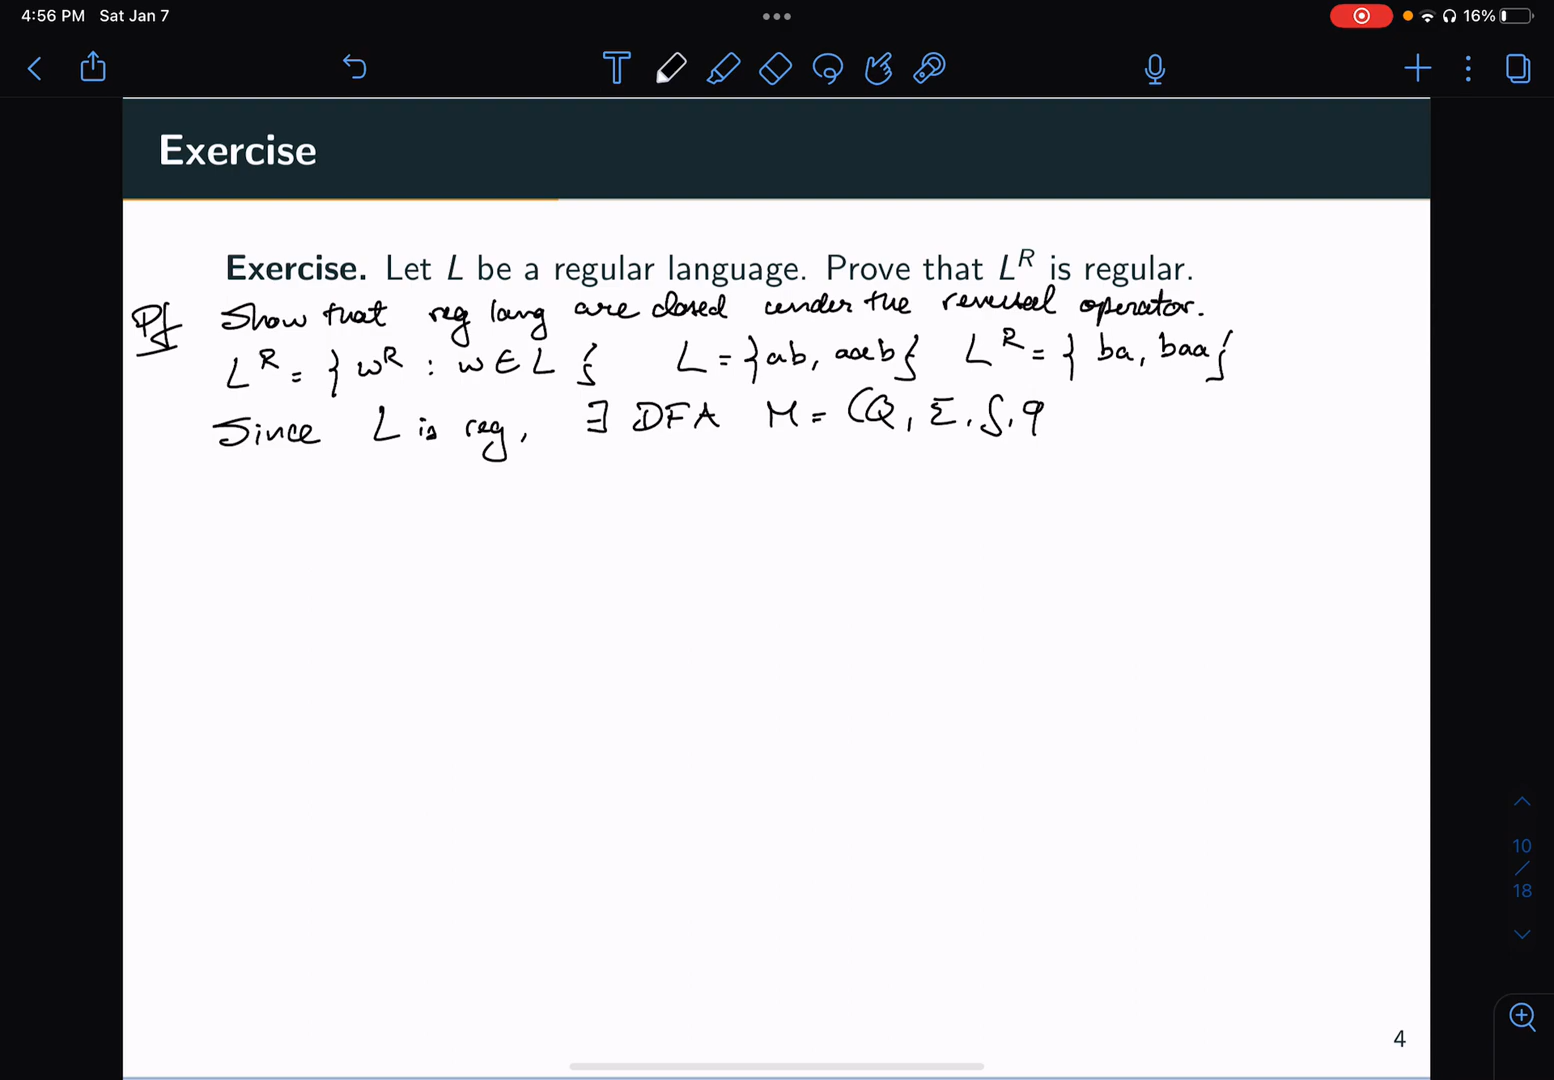 4:56 PM Sat Jan 7
16%
Exercise
Exercise. Let L be a regular language. Prove that L^R is regular.
Pf Show that reg lang are closed under the reversal operator.
L^R = { w^R : w ∈ L } L = {ab, aab} L^R = { ba, baa}
Since L is reg, ∃ DFA M = (Q, Σ, δ, q
10
/
18
4